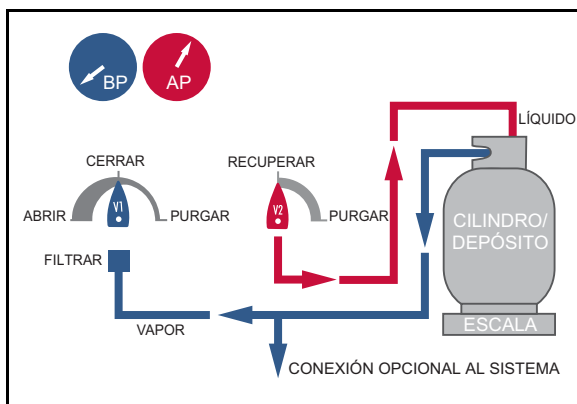 BP
AP
LÍQUIDO
CERRAR
RECUPERAR
V1
V2
ABRIR
PURGAR
PURGAR
CILINDRO/
DEPÓSITO
FILTRAR
VAPOR
ESCALA
CONEXIÓN OPCIONAL AL SISTEMA